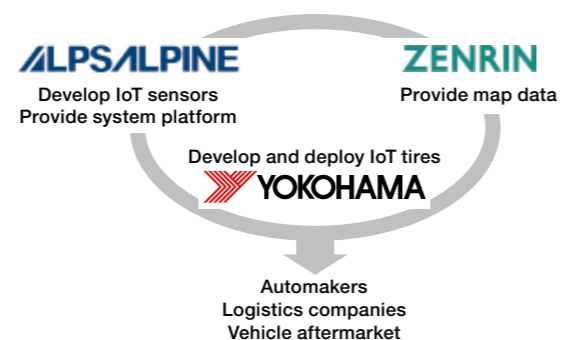 ALPSALPINE
Develop IoT sensors
Provide system platform
ZENRIN
Provide map data
Develop and deploy IoT tires
YOKOHAMA
Automakers
Logistics companies
Vehicle aftermarket